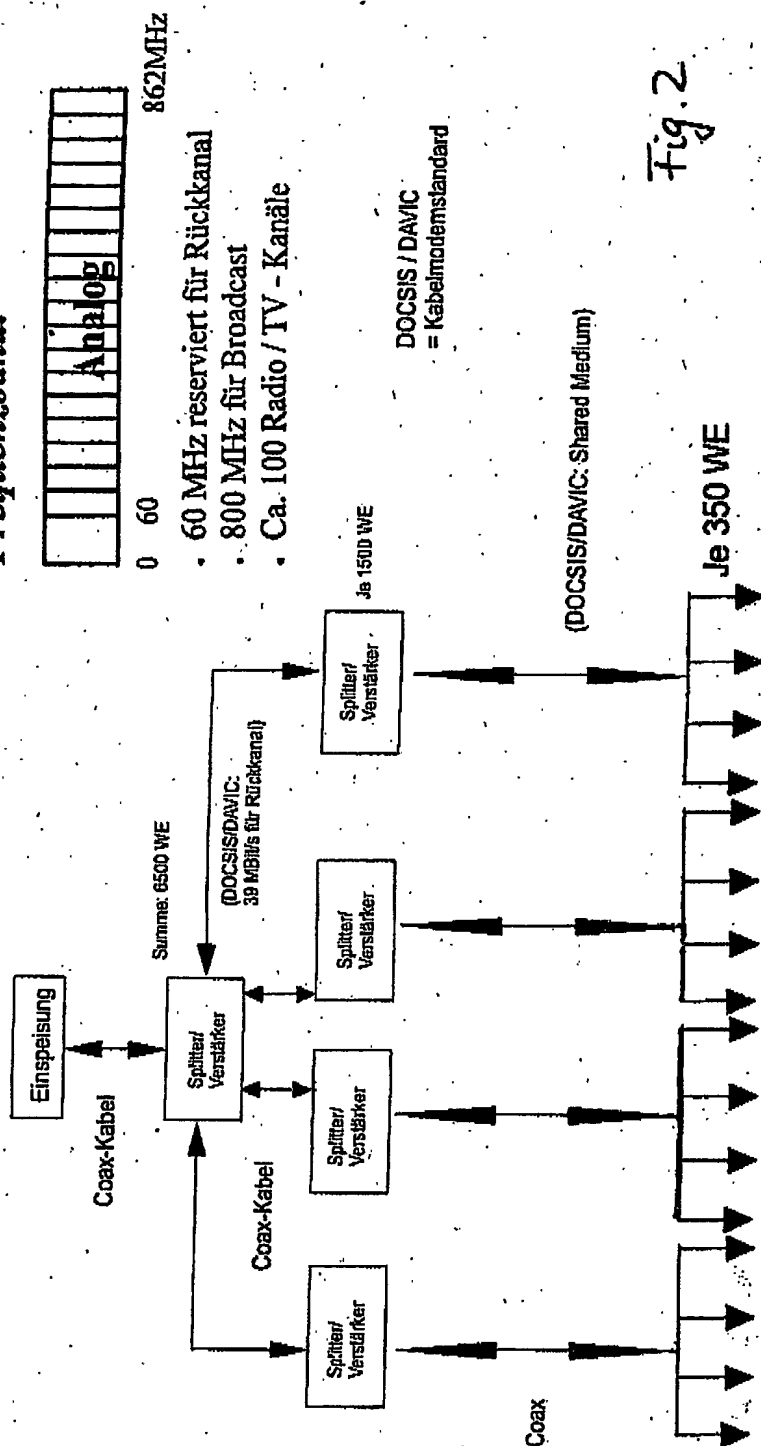 Einspeisung
Coax-Kabel
Summe: 6500 WE
Splitter/
Verstärker
(DOCSIS/DAVIC:
39 MBit/s für Rückkanal)
Coax-Kabel
Splitter/
Verstärker
Splitter/
Verstärker
Splitter/
Verstärker
Splitter/
Verstärker
Je 1500 WE
Coax
(DOCSIS/DAVIC: Shared Medium)
Je 350 WE
Analog
0 60
862MHz
· 60 MHz reserviert für Rückkanal
· 800 MHz für Broadcast
· Ca. 100 Radio / TV - Kanäle
DOCSIS / DAVIC
= Kabelmodemstandard
Fig. 2